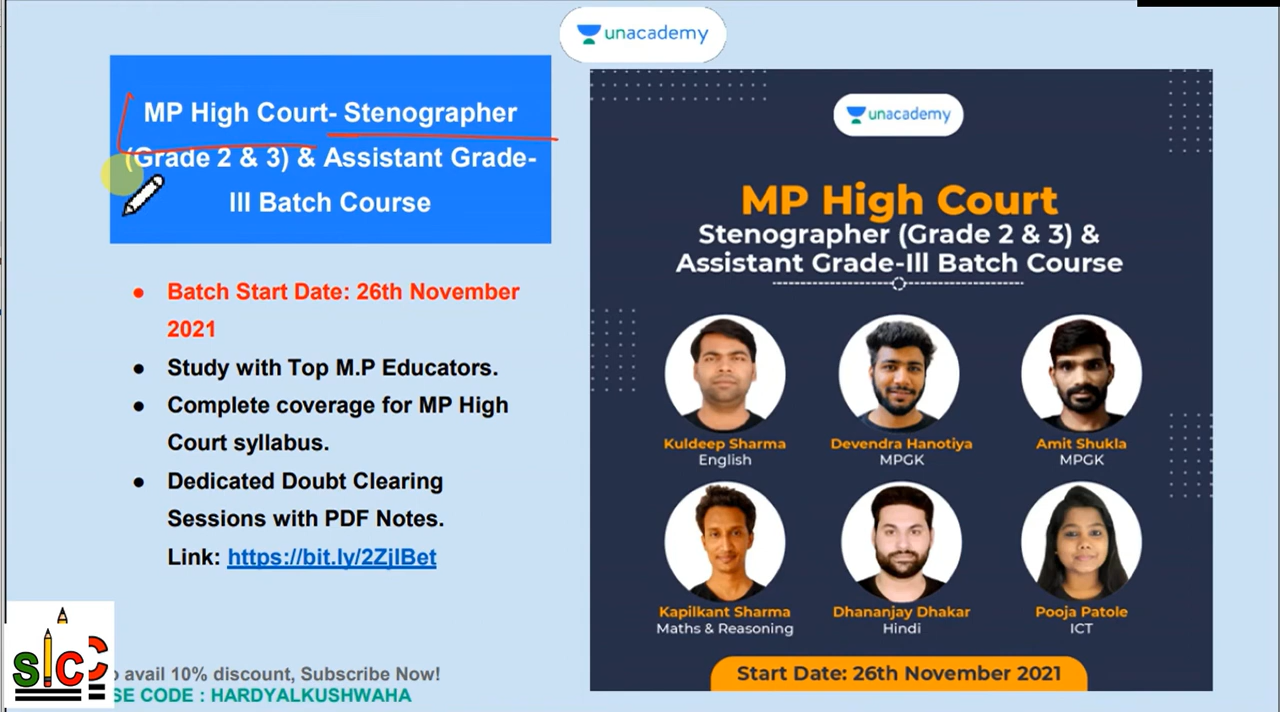 unacademy
MP High Court- Stenographer
(Grade 2 & 3) & Assistant Grade-
III Batch Course
● Batch Start Date: 26th November
2021
● Study with Top M.P Educators.
● Complete coverage for MP High
Court syllabus.
● Dedicated Doubt Clearing
Sessions with PDF Notes.
Link: https://bit.ly/2ZjlBet
o avail 10% discount, Subscribe Now!
SE CODE : HARDYALKUSHWAHA
SLC
unacademy
MP High Court
Stenographer (Grade 2 & 3) &
Assistant Grade-III Batch Course
Kuldeep Sharma Devendra Hanotiya Amit Shukla
English MPGK MPGK
Kapilkant Sharma Dhananjay Dhakar Pooja Patole
Maths & Reasoning Hindi ICT
Start Date: 26th November 2021